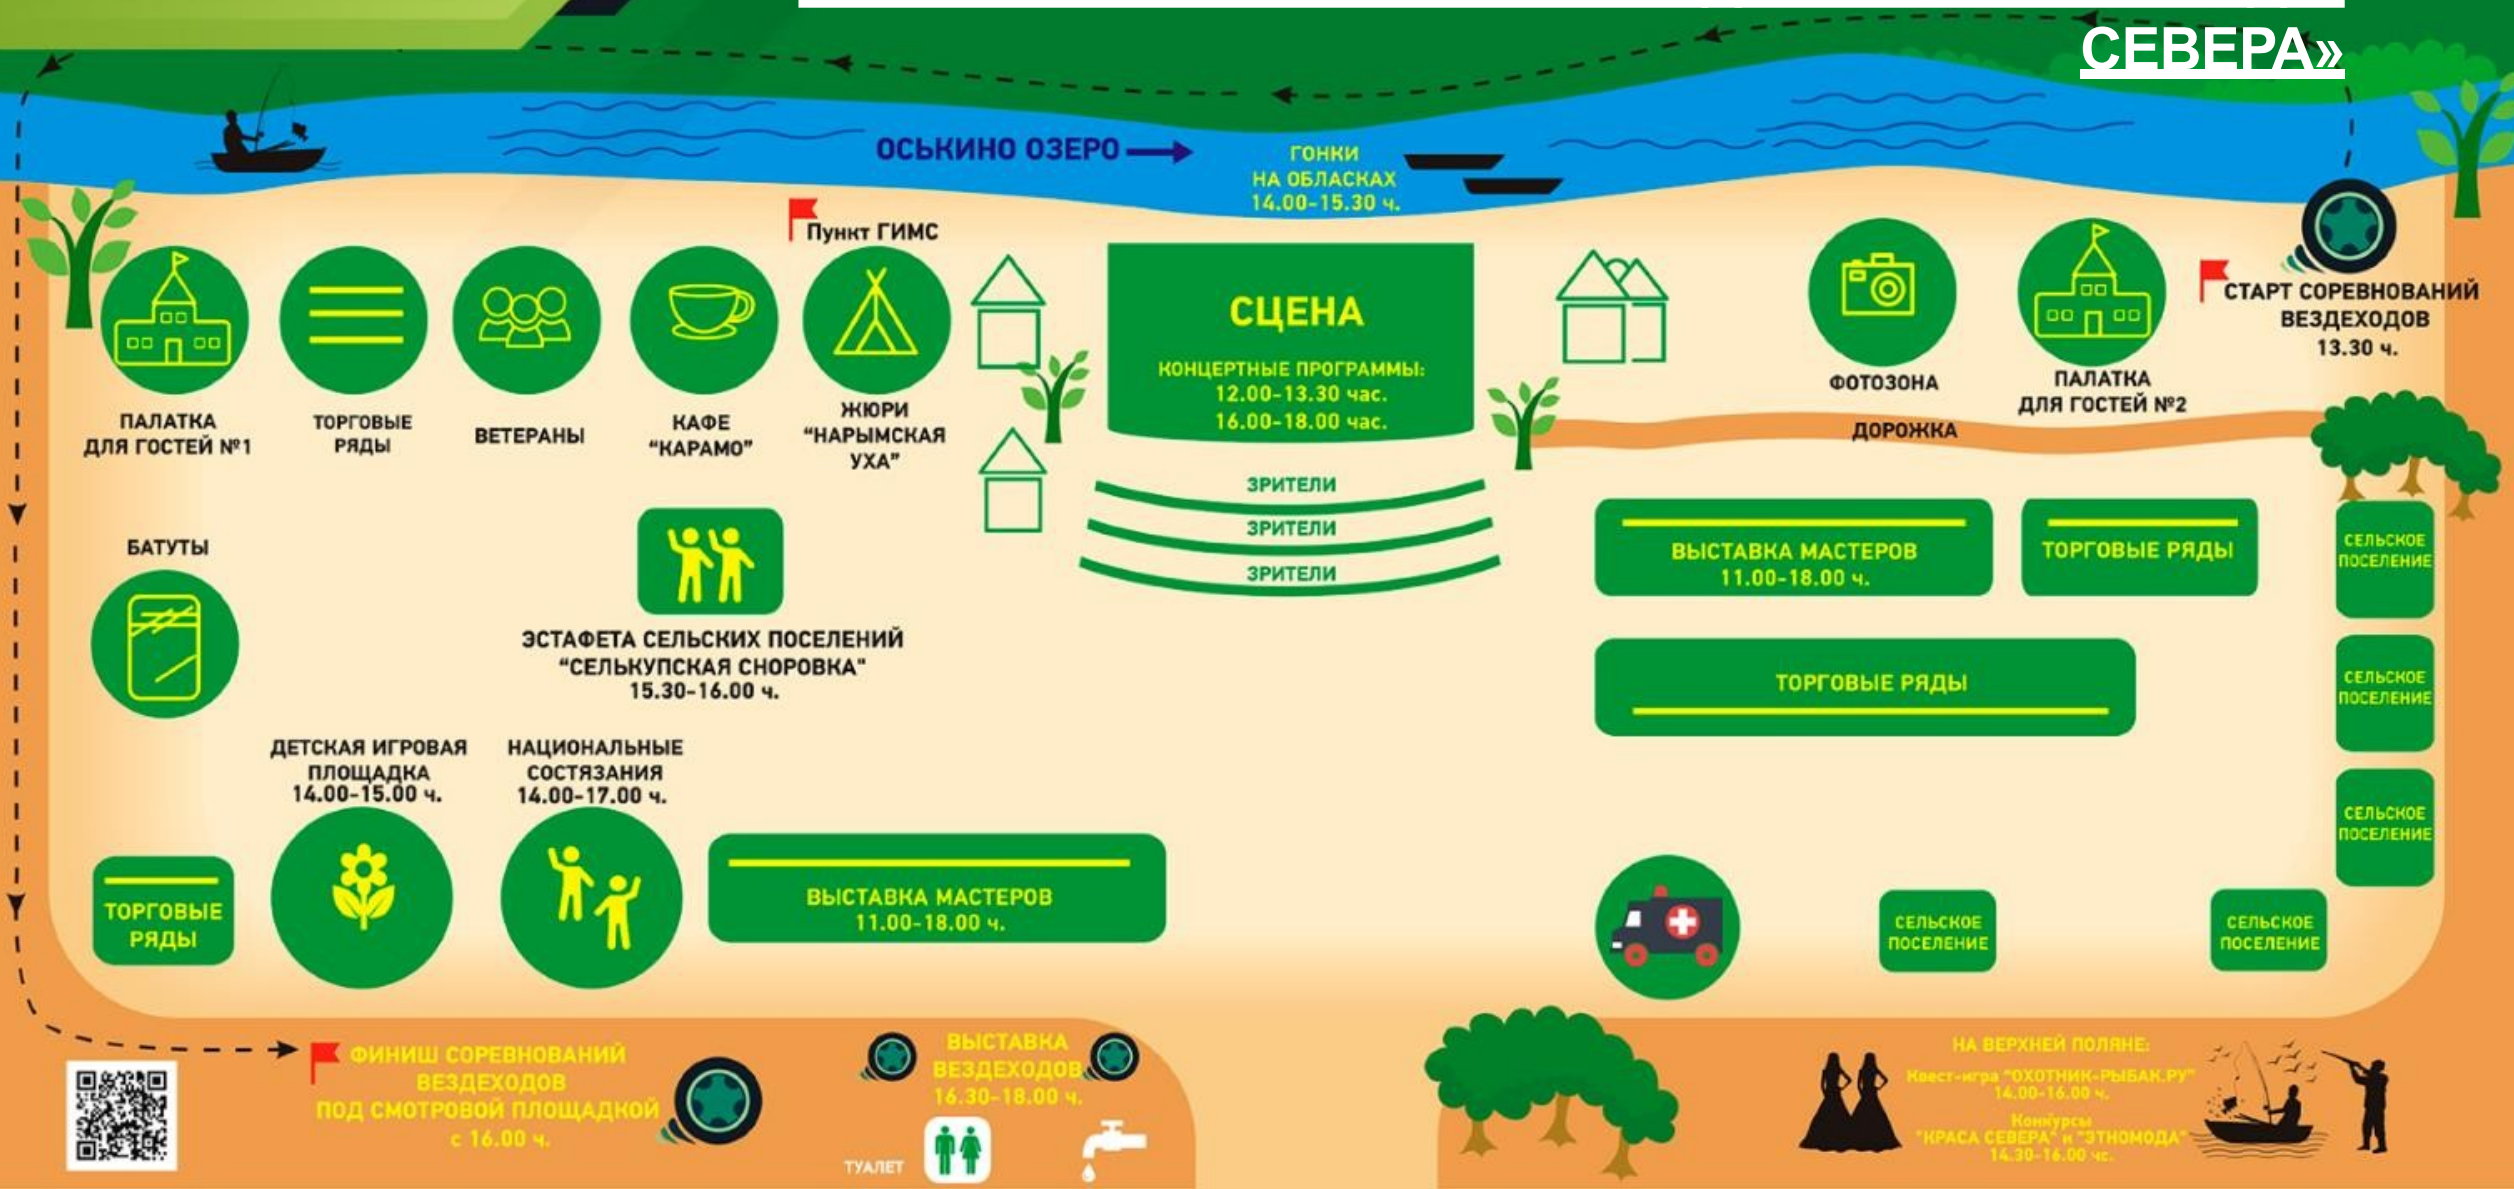 СЕВЕРА»
ОСЬКИНО ОЗЕРО
ГОНКИ
НА ОБЛАСКАХ
14.00-15.30 ч.
Пункт ГИМС
ПАЛАТКА
ДЛЯ ГОСТЕЙ №1
ТОРГОВЫЕ
РЯДЫ
ВЕТЕРАНЫ
КАФЕ
“КАРАМО”
ЖЮРИ
“НАРЫМСКАЯ
УХА”
СЦЕНА
КОНЦЕРТНЫЕ ПРОГРАММЫ:
12.00-13.30 час.
16.00-18.00 час.
ЗРИТЕЛИ
ЗРИТЕЛИ
ЗРИТЕЛИ
ФОТОЗОНА
ПАЛАТКА
ДЛЯ ГОСТЕЙ №2
СТАРТ СОРЕВНОВАНИЙ
ВЕЗДЕХОДОВ
13.30 ч.
ДОРОЖКА
БАТУТЫ
ЭСТАФЕТА СЕЛЬСКИХ ПОСЕЛЕНИЙ
“СЕЛЬКУПСКАЯ СНОРОВКА"
15.30-16.00 ч.
ВЫСТАВКА МАСТЕРОВ
11.00-18.00 ч.
ТОРГОВЫЕ РЯДЫ
СЕЛЬСКОЕ
ПОСЕЛЕНИЕ
ТОРГОВЫЕ РЯДЫ
СЕЛЬСКОЕ
ПОСЕЛЕНИЕ
СЕЛЬСКОЕ
ПОСЕЛЕНИЕ
ДЕТСКАЯ ИГРОВАЯ
ПЛОЩАДКА
14.00-15.00 ч.
НАЦИОНАЛЬНЫЕ
СОСТЯЗАНИЯ
14.00-17.00 ч.
ТОРГОВЫЕ
РЯДЫ
ВЫСТАВКА МАСТЕРОВ
11.00-18.00 ч.
СЕЛЬСКОЕ
ПОСЕЛЕНИЕ
СЕЛЬСКОЕ
ПОСЕЛЕНИЕ
ФИНИШ СОРЕВНОВАНИЙ
ВЕЗДЕХОДОВ
ПОД СМОТРОВОЙ ПЛОЩАДКОЙ
с 16.00 ч.
ВЫСТАВКА
ВЕЗДЕХОДОВ
16.30-18.00 ч.
ТУАЛЕТ
НА ВЕРХНЕЙ ПОЛЯНЕ:
Квест-игра "ОХОТНИК-РЫБАК.РУ"
14.00-16.00 ч.
Конкурсы
"КРАСА СЕВЕРА" и "ЭТНОМОДА"
14.30-16.00 чс.